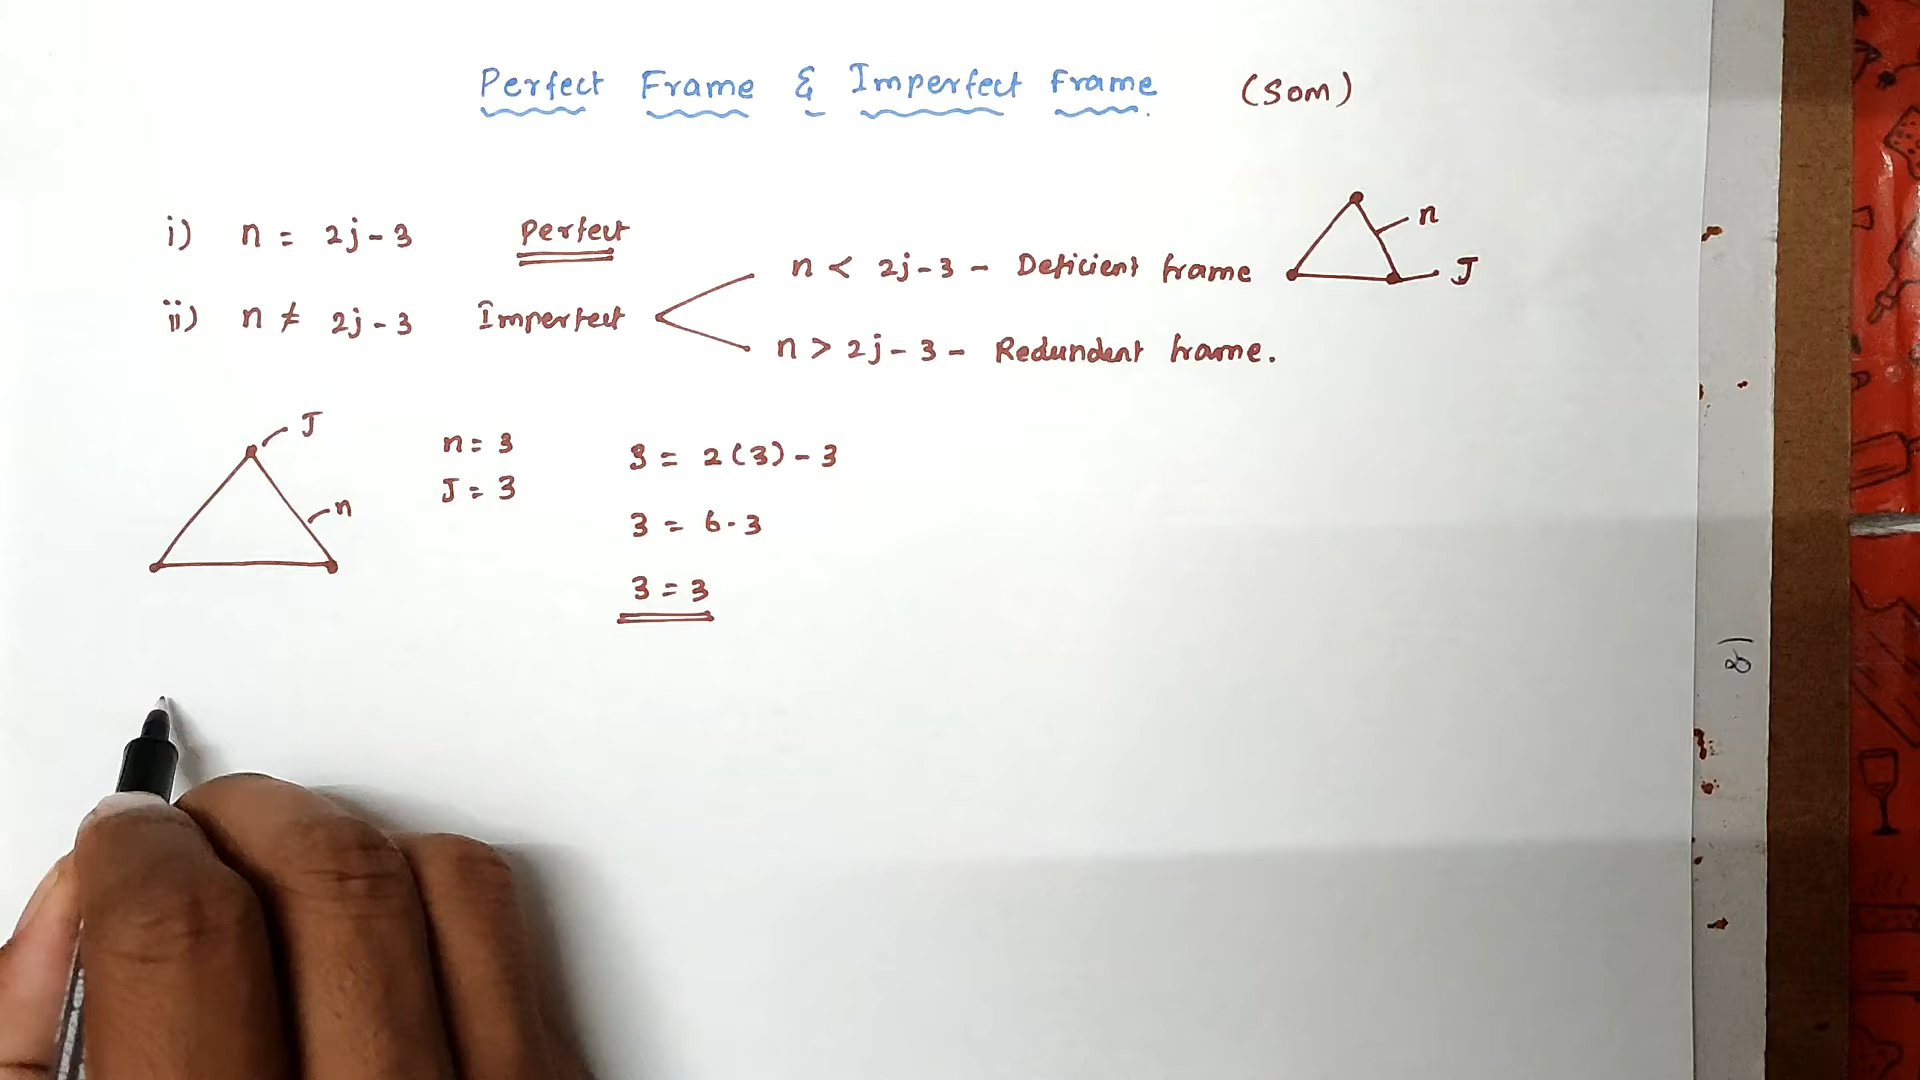 Perfect Frame & Imperfect Frame (Som)
i) n = 2j-3 Perfect
n < 2j-3 - Deficient frame
ii) n ≠ 2j-3 Imperfect
n > 2j-3 - Redundent frame.
n
J
J
n
n = 3
J = 3
3 = 2(3)-3
3 = 6-3
3 = 3